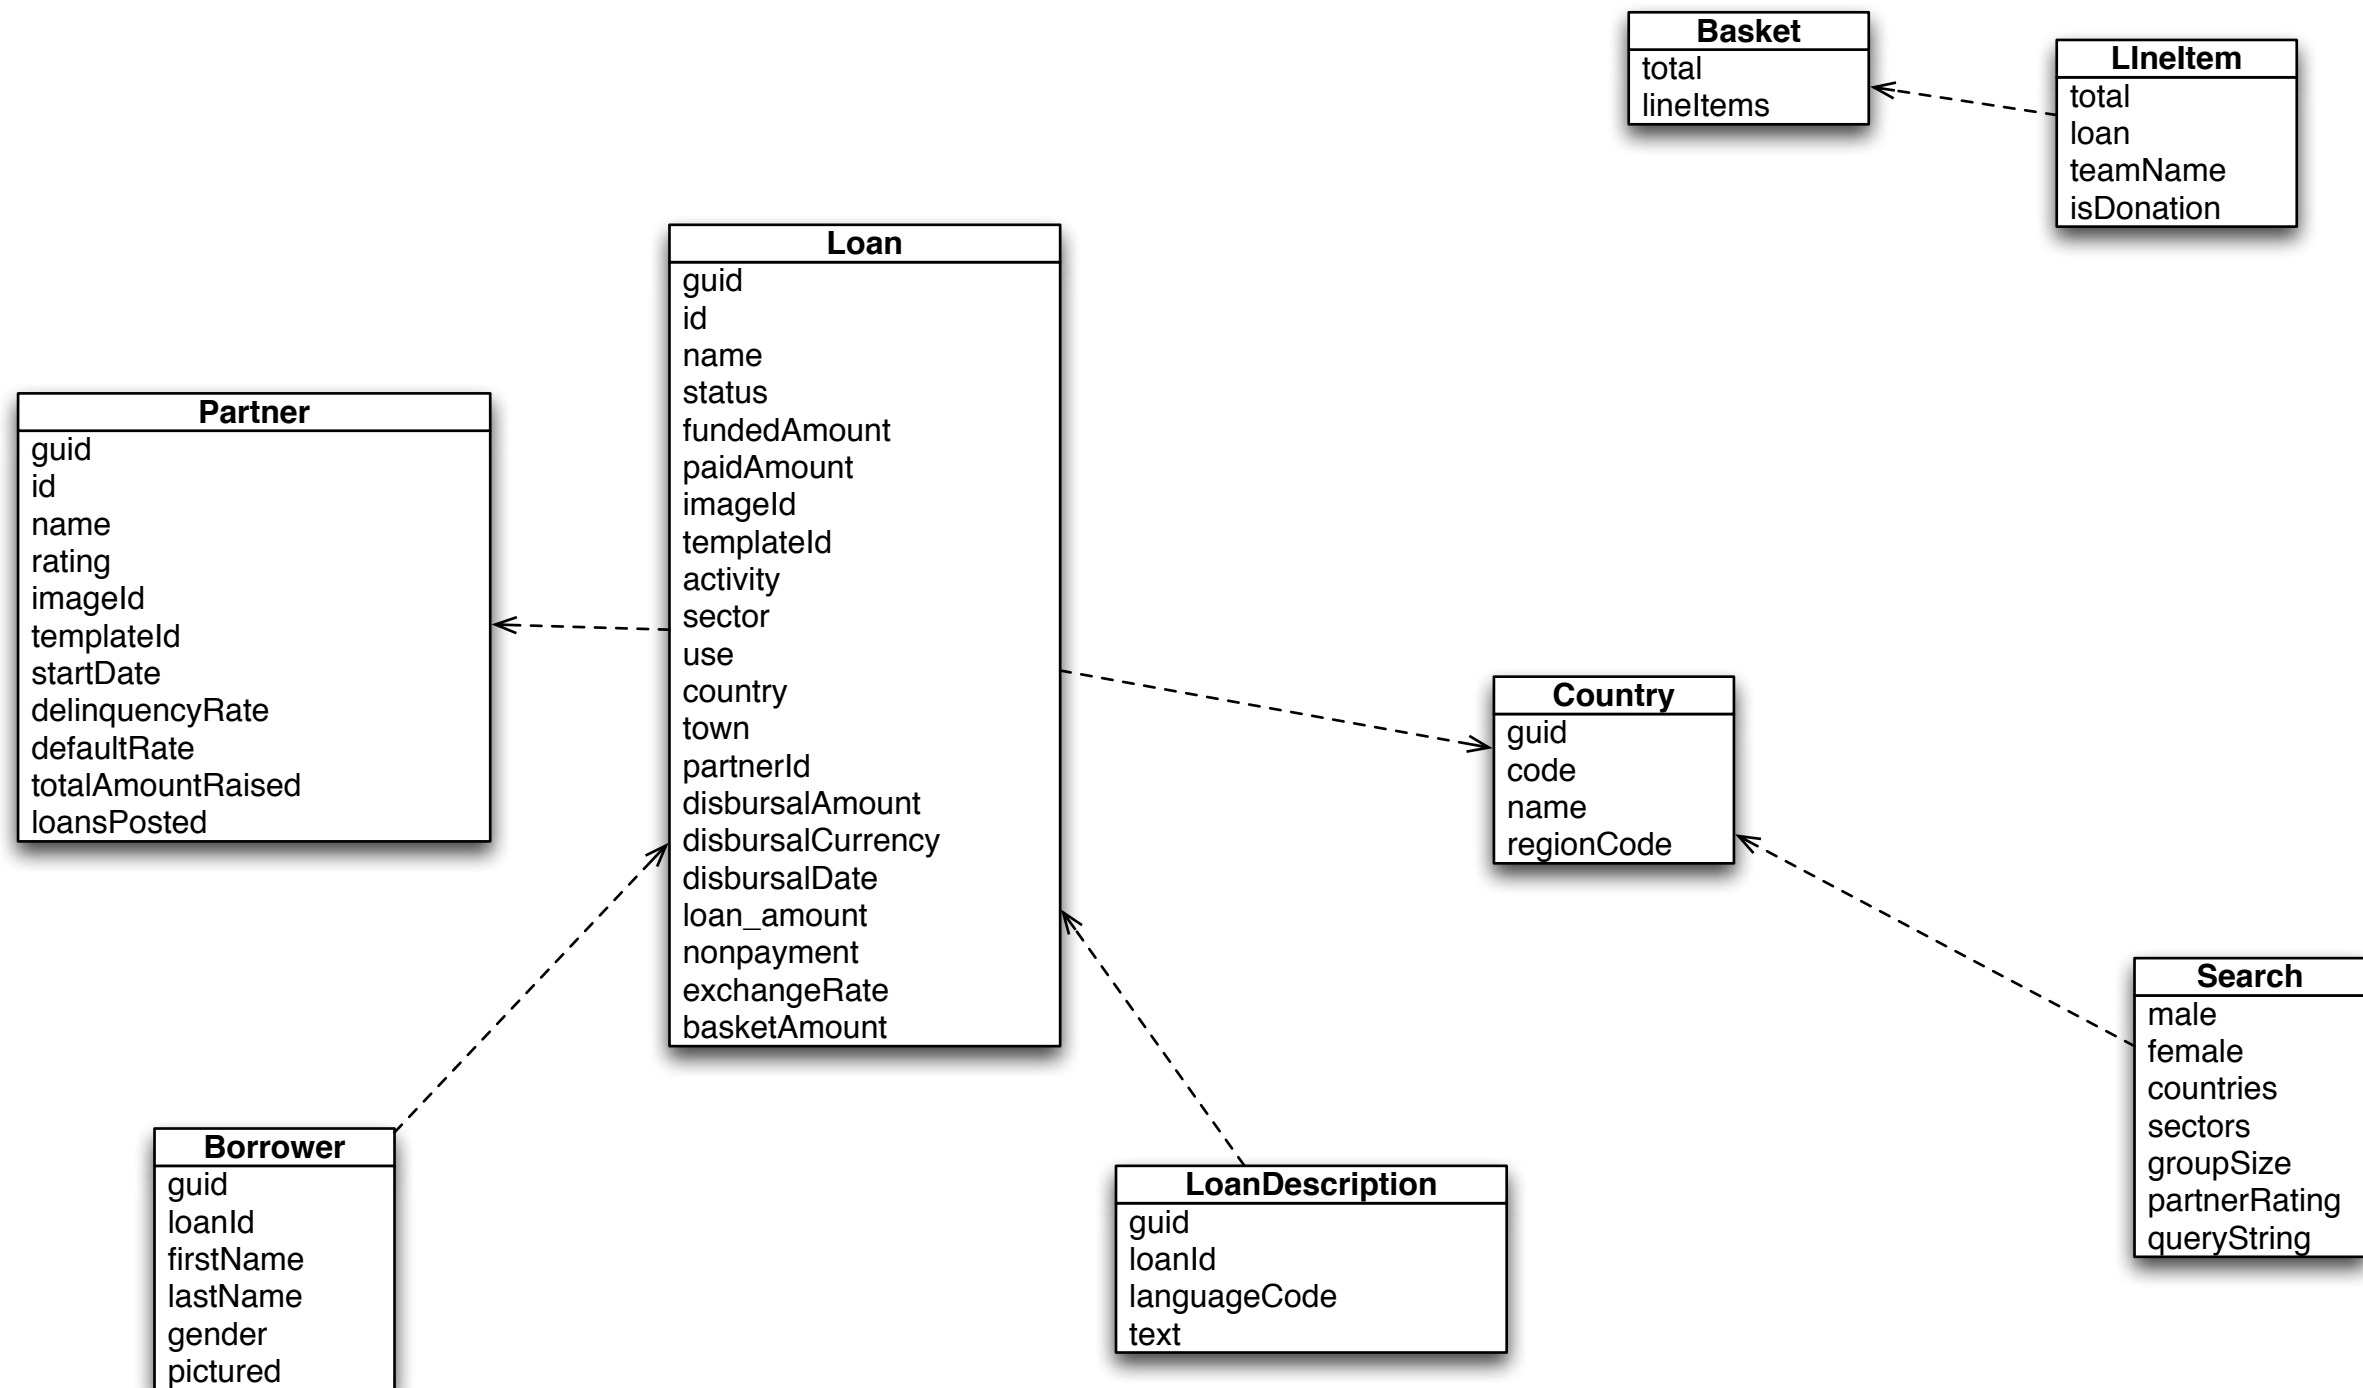 Basket
total
lineItems
LIneItem
total
loan
teamName
isDonation
Loan
guid
id
name
status
fundedAmount
paidAmount
imageId
templateId
activity
sector
use
country
town
partnerId
disbursalAmount
disbursalCurrency
disbursalDate
loan_amount
nonpayment
exchangeRate
basketAmount
Partner
guid
id
name
rating
imageId
templateId
startDate
delinquencyRate
defaultRate
totalAmountRaised
loansPosted
Country
guid
code
name
regionCode
Search
male
female
countries
sectors
groupSize
partnerRating
queryString
Borrower
guid
loanId
firstName
lastName
gender
pictured
LoanDescription
guid
loanId
languageCode
text